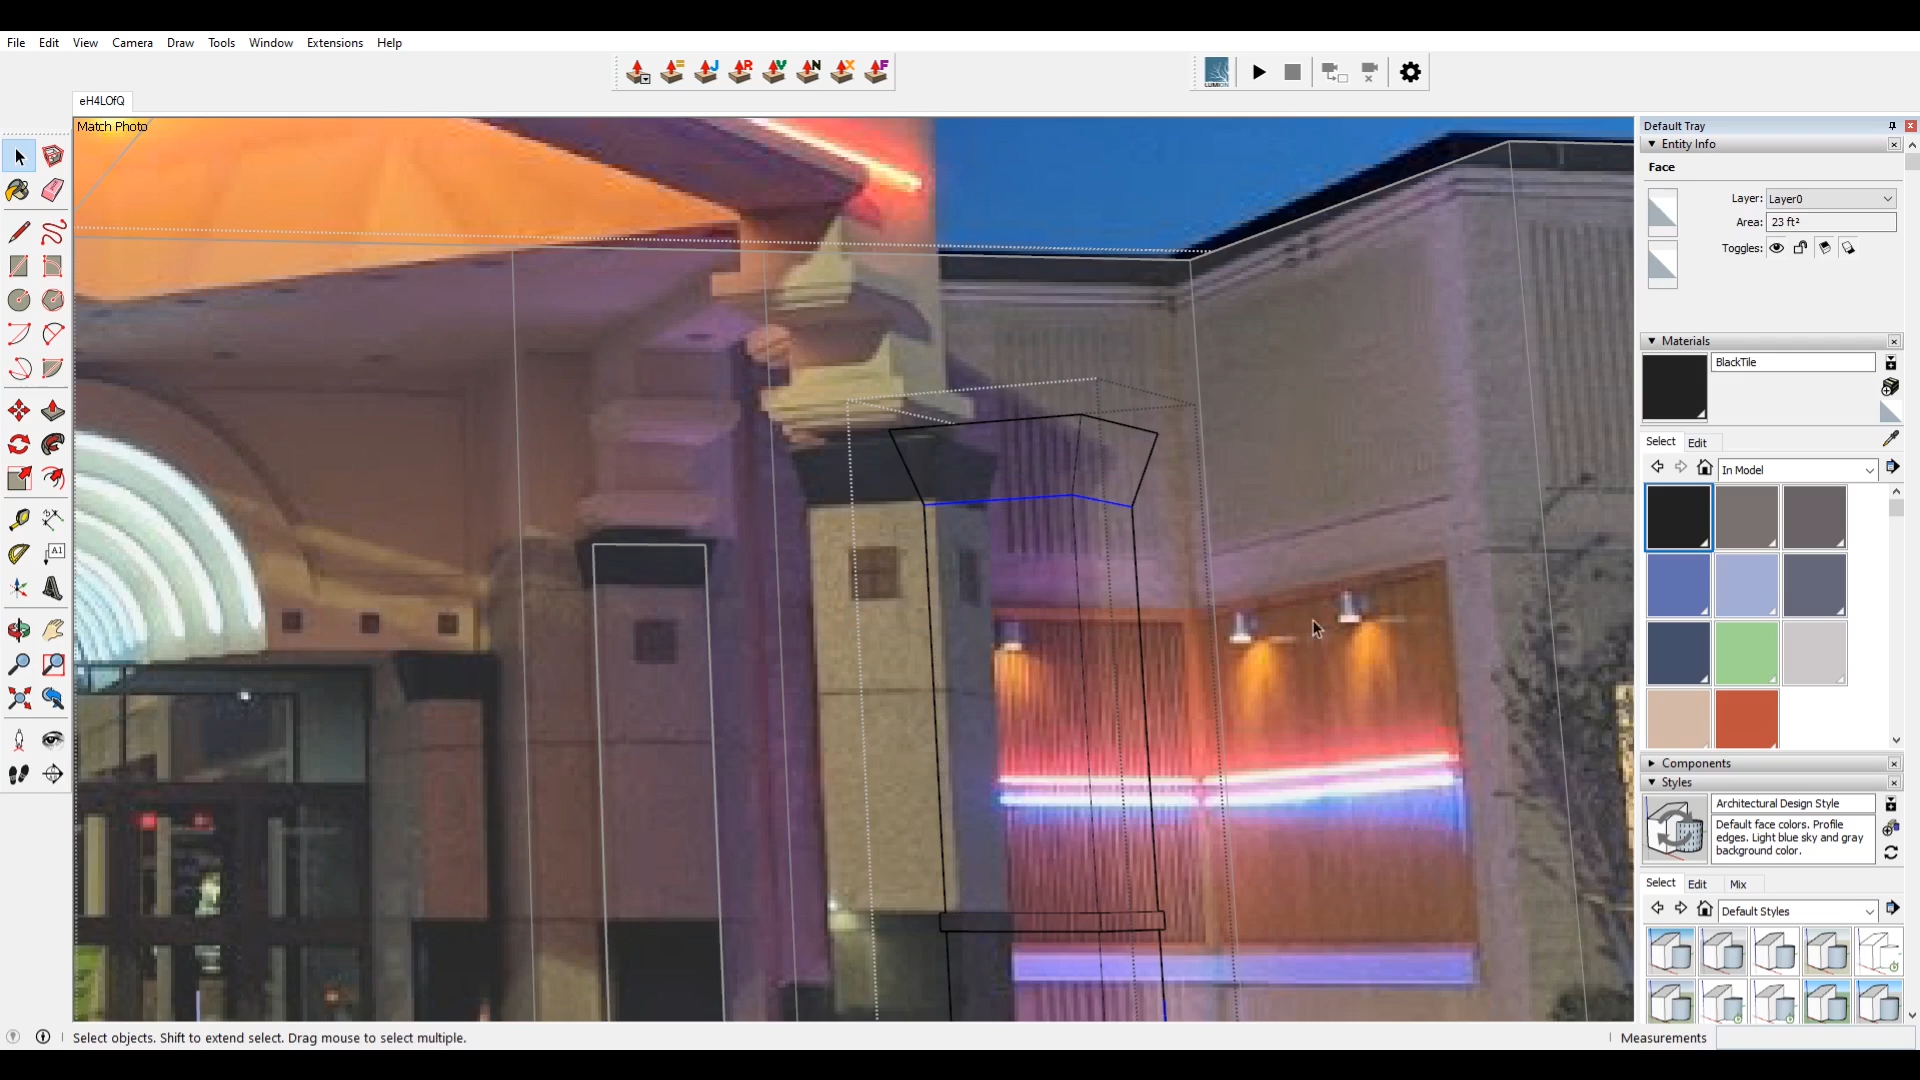 File Edit View Camera Draw Tools Window Extensions Help
J R V N X F
LUMION
eH4LOfQ
Match Photo
A1
Default Tray
Entity Info
Face
Layer: Layer0
Area: 23 ft²
Toggles:
Materials
BlackTile
Select Edit
In Model
Components
Styles
Architectural Design Style
Default face colors. Profile
edges. Light blue sky and gray
background color.
Select Edit Mix
Default Styles
Select objects. Shift to extend select. Drag mouse to select multiple.
Measurements